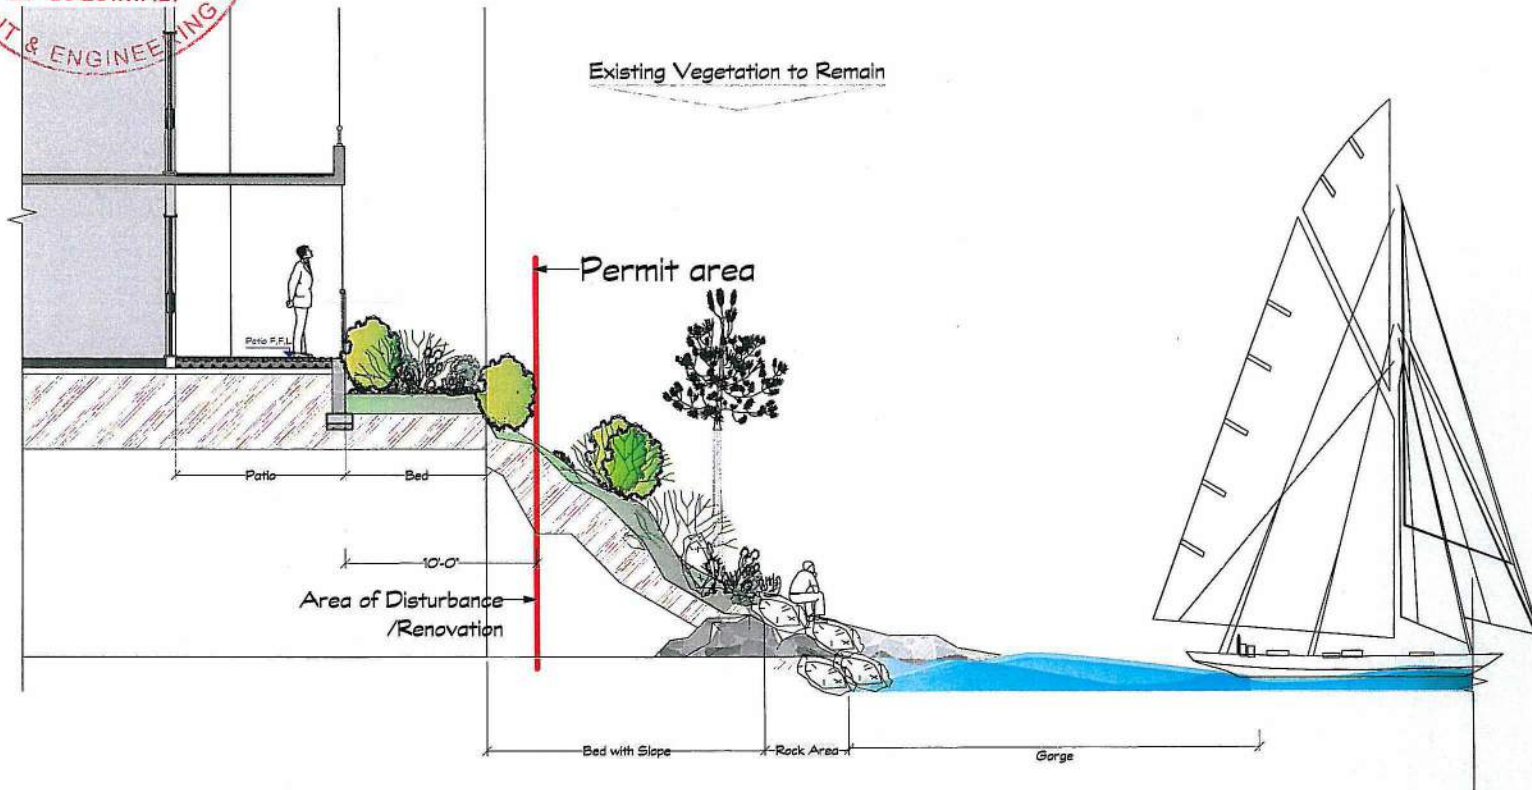 & ENGINEERING
Existing Vegetation to Remain
Permit area
Patio F.F.L
Patio
Bed
10'-0"
Area of Disturbance
/Renovation
Bed with Slope
Rock Area
Gorge